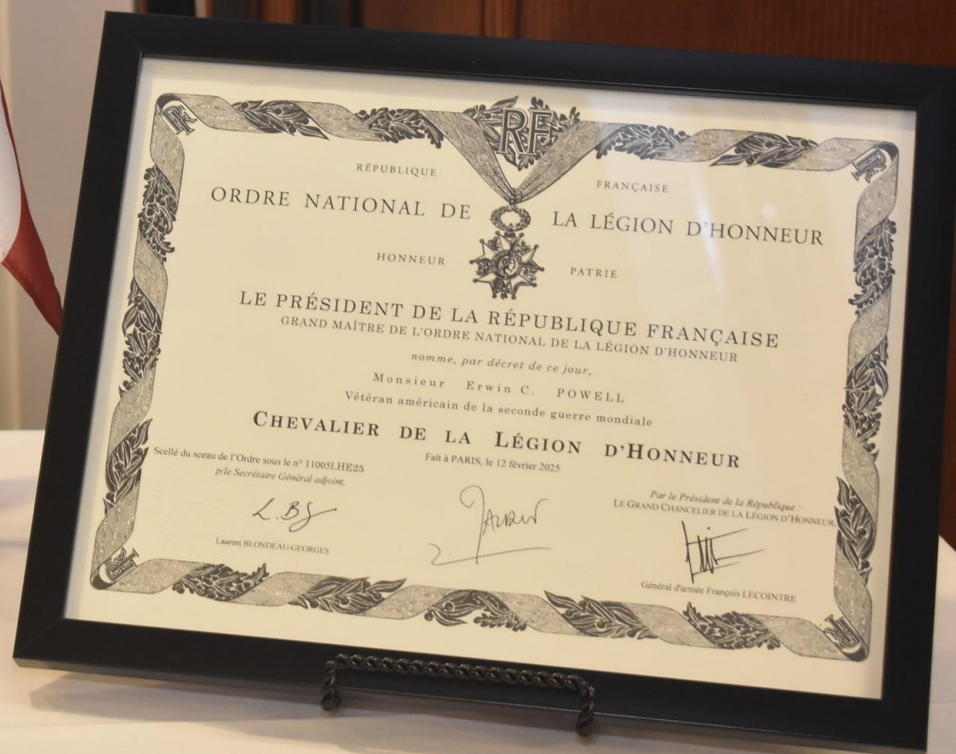 RF
RF
RF
RÉPUBLIQUE FRANÇAISE
ORDRE NATIONAL DE LA LÉGION D'HONNEUR
HONNEUR PATRIE
LE PRÉSIDENT DE LA RÉPUBLIQUE FRANÇAISE
GRAND MAÎTRE DE L'ORDRE NATIONAL DE LA LÉGION D'HONNEUR
nomme, par décret de ce jour,
Monsieur Erwin C. POWELL
Vétéran américain de la seconde guerre mondiale
CHEVALIER DE LA LÉGION D'HONNEUR
Scellé du sceau de l'Ordre sous le n° 11005LHE25
p/le Secrétaire Général adjoint,
L. BG
Laurent BLONDEAU-GEORGES
Fait à PARIS, le 12 février 2025
Par le Président de la République :
LE GRAND CHANCELIER DE LA LÉGION D'HONNEUR,
Général d'armée François LECOINTRE